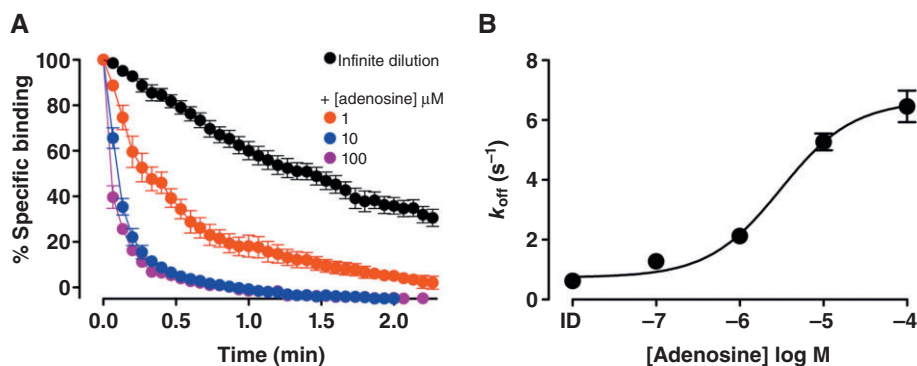 A
% Specific binding
100
80
60
40
20
0
0.0 0.5 1.0 1.5 2.0
Time (min)
Infinite dilution
+ [adenosine] μM
1
10
100
B
k_off (s⁻¹)
8
6
4
2
0
ID –7 –6 –5 –4
[Adenosine] log M